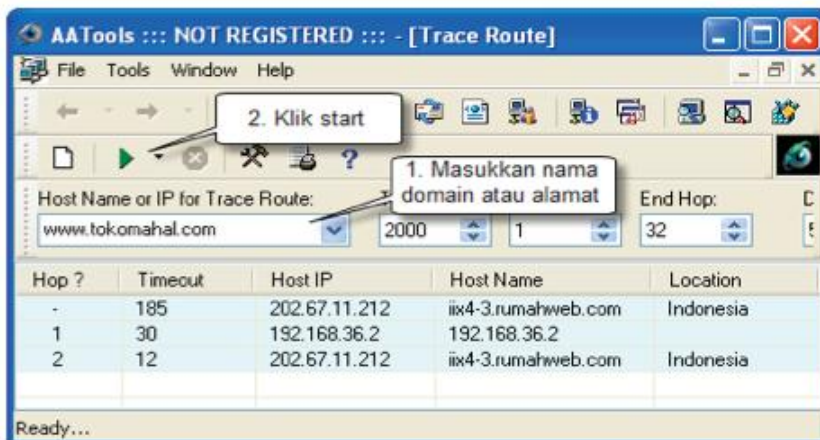 AATools ::: NOT REGISTERED ::: - [Trace Route]
File Tools Window Help
2. Klik start
1. Masukkan nama
domain atau alamat
Host Name or IP for Trace Route:
End Hop:
www.tokomahal.com 2000 1 32
Hop ? Timeout Host IP Host Name Location
- 185 202.67.11.212 iix4-3.rumahweb.com Indonesia
1 30 192.168.36.2 192.168.36.2
2 12 202.67.11.212 iix4-3.rumahweb.com Indonesia
Ready...